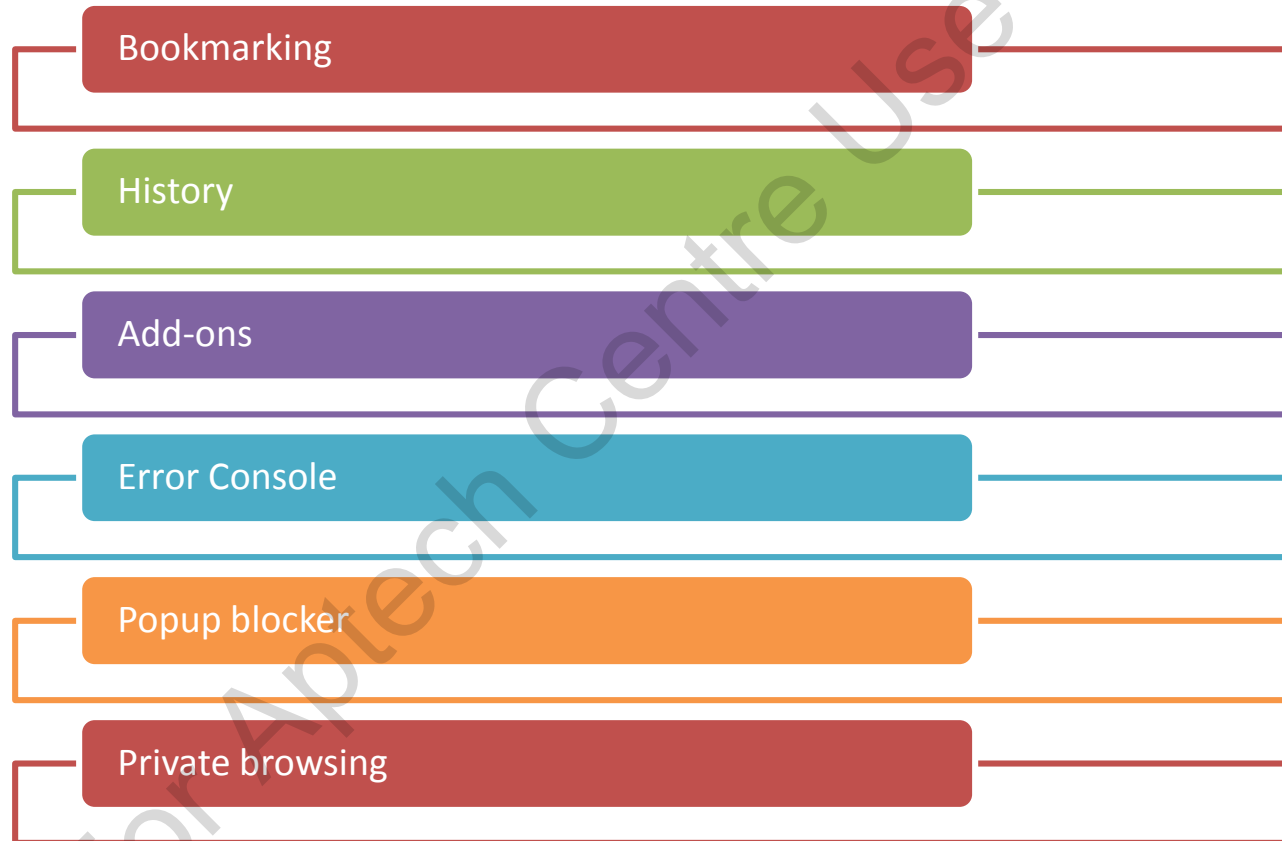 Bookmarking
History
Add-ons
Error Console
Popup blocker
Private browsing
For Aptech Centre Use